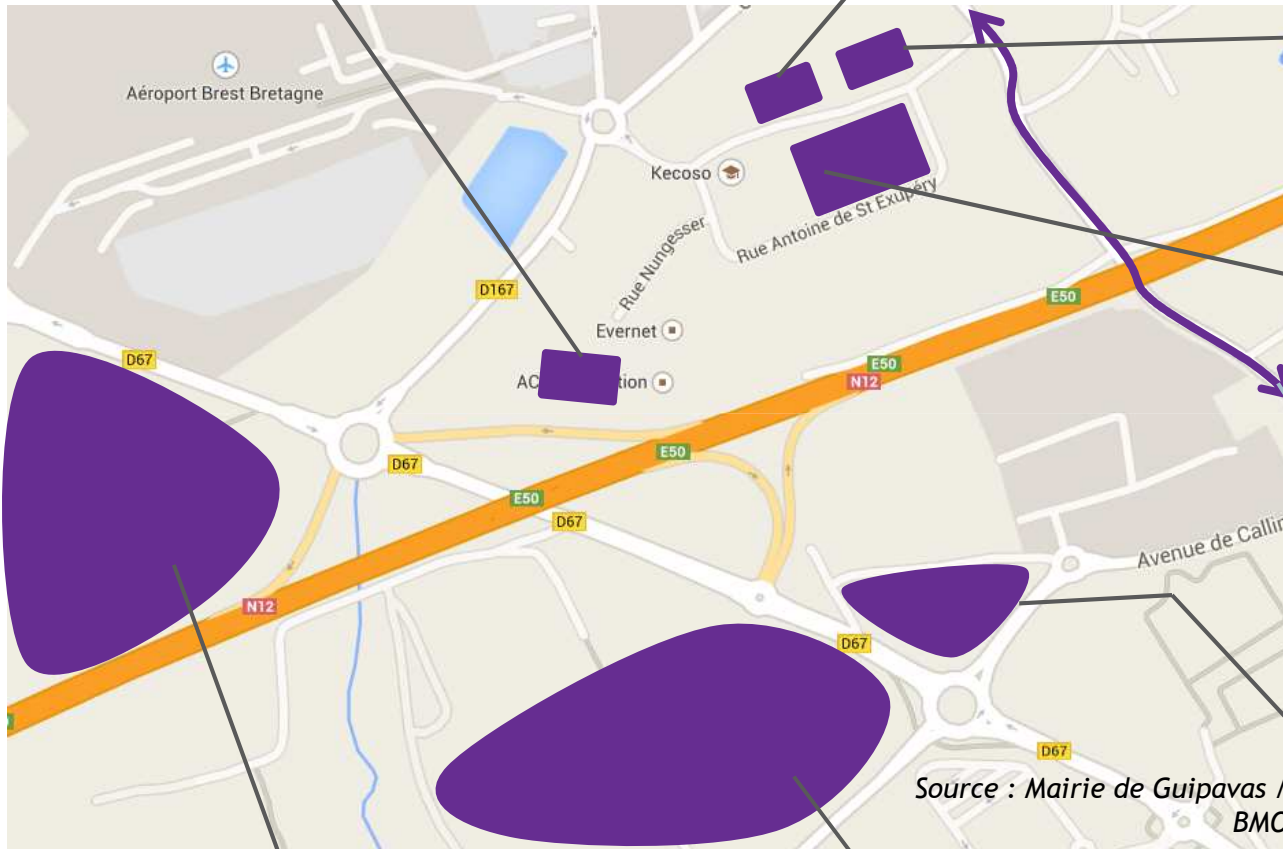 Aéroport Brest Bretagne
Kecoso
Rue Antoine de St Exupéry
Rue Nungesser
D167
E50
Evernet
D67
E50
AC tion
N12
E50
D67
E50
D67
Avenue de Callin
N12
D67
D67
Source : Mairie de Guipavas /
BMO